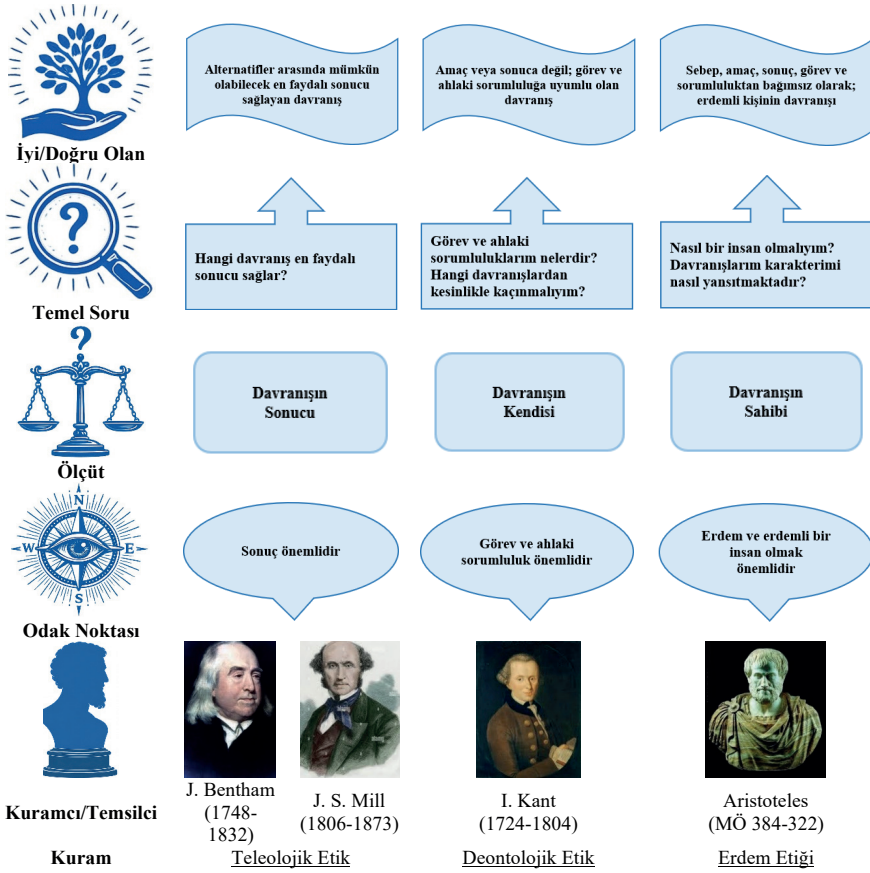 Alternatifler arasında mümkün
olabilecek en faydalı sonucu
sağlayan davranış
Amaç veya sonuca değil; görev ve
ahlaki sorumluluğa uyumlu olan
davranış
Sebep, amaç, sonuç, görev ve
sorumluluktan bağımsız olarak;
erdemli kişinin davranışı
İyi/Doğru Olan
?
Hangi davranış en faydalı
sonucu sağlar?
Görev ve ahlaki
sorumluluklarım nelerdir?
Hangi davranışlardan
kesinlikle kaçınmalıyım?
Nasıl bir insan olmalıyım?
Davranışlarım karakterimi
nasıl yansıtmaktadır?
Temel Soru
?
Davranışın
Sonucu
Davranışın
Kendisi
Davranışın
Sahibi
Ölçüt
N
W
E
S
Sonuç önemlidir
Görev ve ahlaki
sorumluluk önemlidir
Erdem ve erdemli bir
insan olmak
önemlidir
Odak Noktası
Kuramcı/Temsilci
J. Bentham
(1748-
1832)
J. S. Mill
(1806-1873)
I. Kant
(1724-1804)
Aristoteles
(MÖ 384-322)
Kuram
Teleolojik Etik
Deontolojik Etik
Erdem Etiği